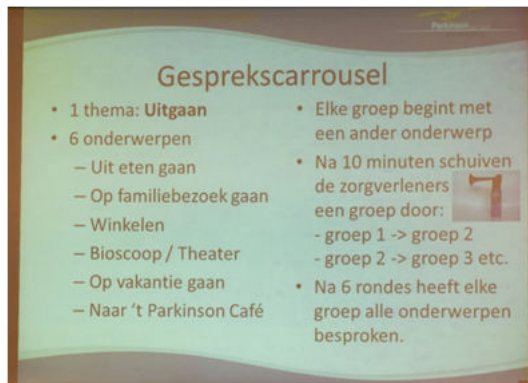 Parkinson
Gesprekscarrousel
• 1 thema: Uitgaan
• 6 onderwerpen
– Uit eten gaan
– Op familiebezoek gaan
– Winkelen
– Bioscoop / Theater
– Op vakantie gaan
– Naar ‘t Parkinson Café
• Elke groep begint met
een ander onderwerp
• Na 10 minuten schuiven
de zorgverleners
een groep door:
- groep 1 -> groep 2
- groep 2 -> groep 3 etc.
• Na 6 rondes heeft elke
groep alle onderwerpen
besproken.